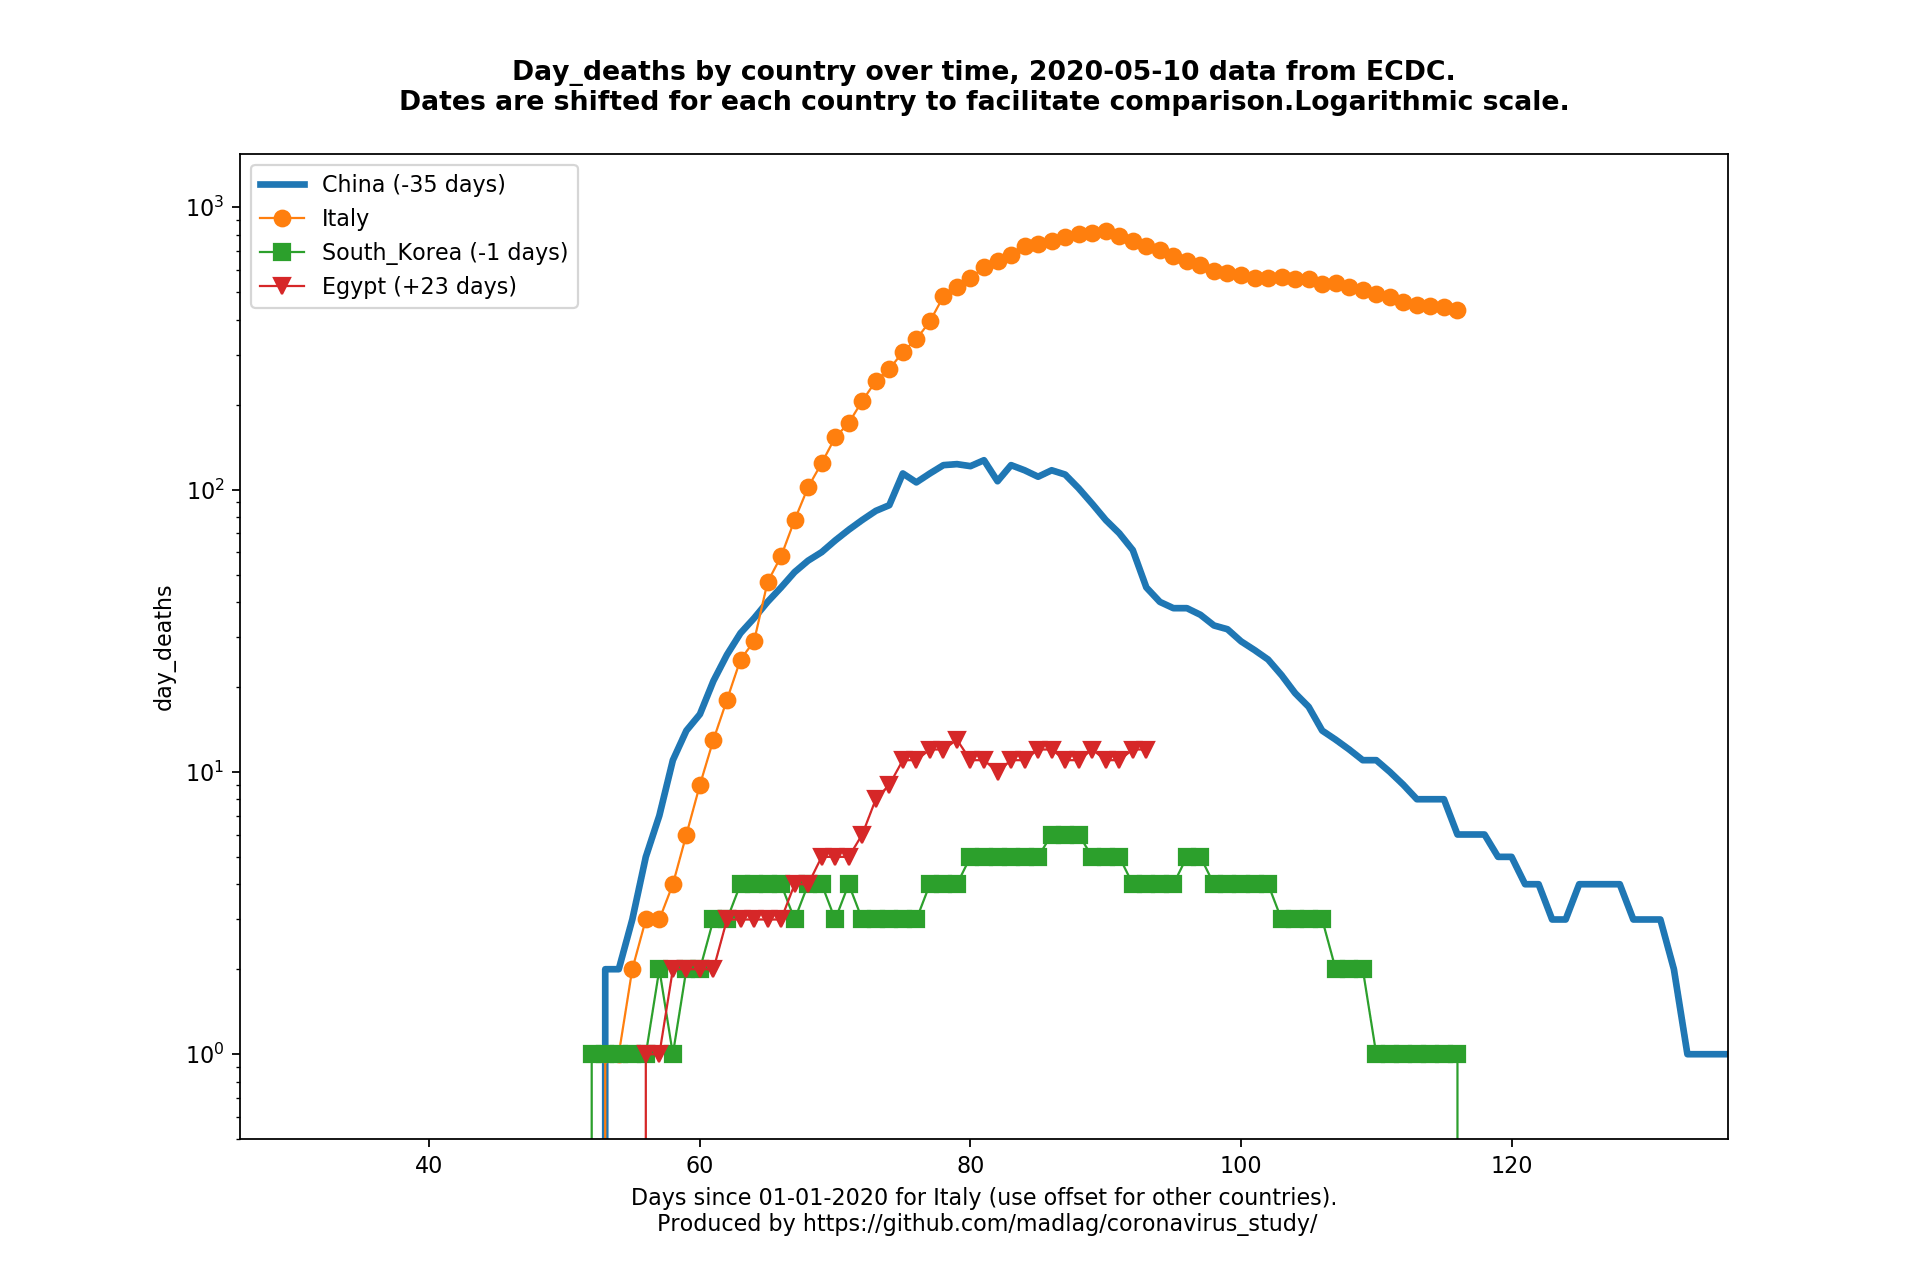 Day_deaths by country over time, 2020-05-10 data from ECDC.
Dates are shifted for each country to facilitate comparison.Logarithmic scale.
China (-35 days)
Italy
South_Korea (-1 days)
Egypt (+23 days)
10³
10²
10¹
10⁰
day_deaths
40 60 80 100 120
Days since 01-01-2020 for Italy (use offset for other countries).
Produced by https://github.com/madlag/coronavirus_study/